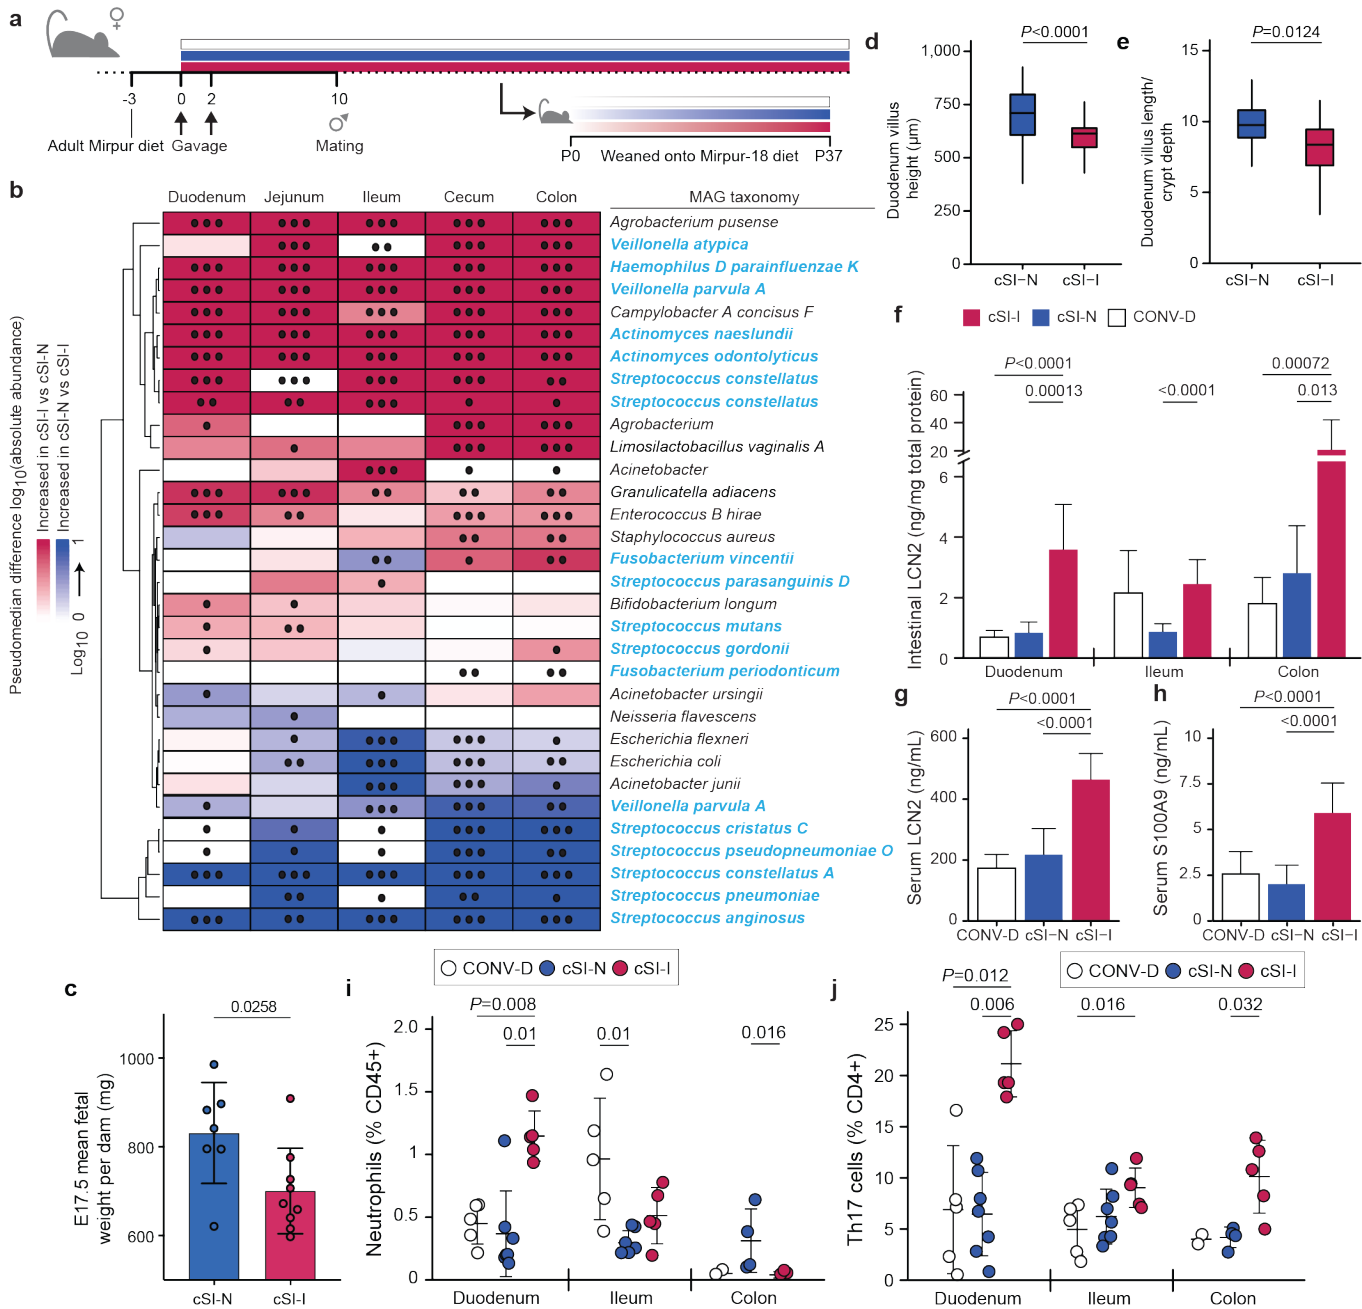 a
♀
-3
0
2
10
Adult Mirpur diet
Gavage
♂
Mating
P0
Weaned onto Mirpur-18 diet
P37
b
Duodenum
Jejunum
Ileum
Cecum
Colon
MAG taxonomy
Agrobacterium pusense
Veillonella atypica
Haemophilus D parainfluenzae K
Veillonella parvula A
Campylobacter A concisus F
Actinomyces naeslundii
Actinomyces odontolyticus
Streptococcus constellatus
Streptococcus constellatus
Agrobacterium
Limosilactobacillus vaginalis A
Acinetobacter
Granulicatella adiacens
Enterococcus B hirae
Staphylococcus aureus
Fusobacterium vincentii
Streptococcus parasanguinis D
Bifidobacterium longum
Streptococcus mutans
Streptococcus gordonii
Fusobacterium periodonticum
Acinetobacter ursingii
Neisseria flavescens
Escherichia flexneri
Escherichia coli
Acinetobacter junii
Veillonella parvula A
Streptococcus cristatus C
Streptococcus pseudopneumoniae O
Streptococcus constellatus A
Streptococcus pneumoniae
Streptococcus anginosus
Pseudomedian difference log10(absolute abundance)
Increased in cSI-I vs cSI-N
Increased in cSI-N vs cSI-I
Log10
0
1
c
0.0258
E17.5 mean fetal
weight per dam (mg)
1000
800
600
cSI-N
cSI-I
d
P<0.0001
Duodenum villus
height (µm)
1,000
750
500
250
0
cSI−N
cSI−I
e
P=0.0124
Duodenum villus length/
crypt depth
15
10
5
0
cSI−N
cSI−I
f
cSI-I
cSI-N
CONV-D
P<0.0001
0.00013
<0.0001
0.00072
0.013
Intestinal LCN2 (ng/mg total protein)
60
40
20
6
4
2
0
Duodenum
Ileum
Colon
g
P<0.0001
<0.0001
Serum LCN2 (ng/mL)
600
400
200
0
CONV-D
cSI−N
cSI−I
h
P<0.0001
<0.0001
Serum S100A9 (ng/mL)
10
7.5
5
2.5
0
CONV-D
cSI−N
cSI−I
i
CONV-D
cSI-N
cSI-I
P=0.008
0.01
0.01
0.016
Neutrophils (% CD45+)
2.0
1.5
1
0.5
0
Duodenum
Ileum
Colon
j
CONV-D
cSI-N
cSI-I
P=0.012
0.006
0.016
0.032
Th17 cells (% CD4+)
25
20
15
10
5
0
Duodenum
Ileum
Colon